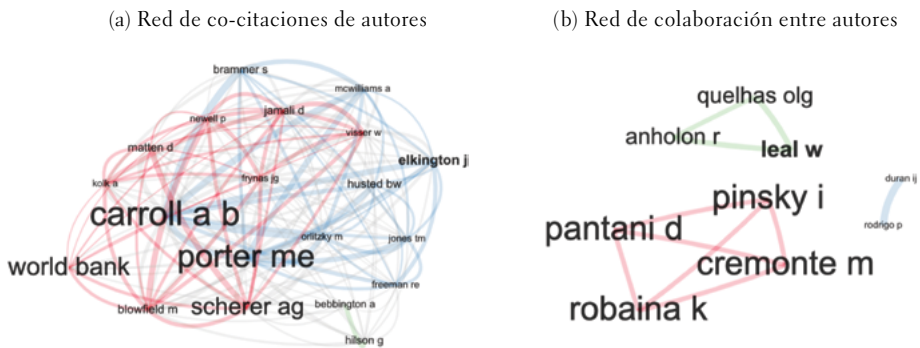 (a) Red de co-citaciones de autores
brammer s
mcwilliams a
newell p
jamali d
visser w
matten d
elkington j
kolk a
frynas jg
husted bw
carroll a b
orlitzky m
jones tm
porter me
world bank
freeman re
blowfield m
scherer ag
bebbington a
hilson g
(b) Red de colaboración entre autores
quelhas olg
anholon r
leal w
duran ij
pinsky i
rodrigo p
pantani d
cremonte m
robaina k